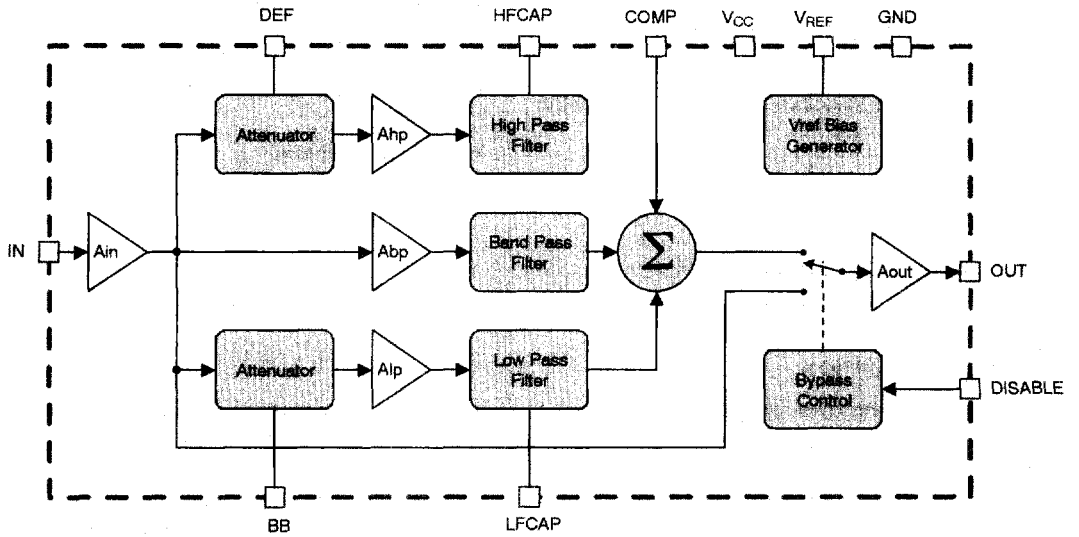 DEF
HFCAP
COMP
VCC
VREF
GND
Attenuator
Ahp
High Pass
Filter
Vref Bias
Generator
IN
Ain
Abp
Band Pass
Filter
Σ
Aout
OUT
Attenuator
Alp
Low Pass
Filter
Bypass
Control
DISABLE
BB
LFCAP